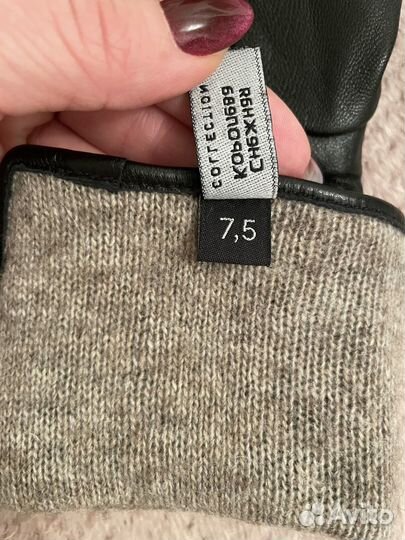 Снежная
Королева
COLLECTION
7,5
Avito